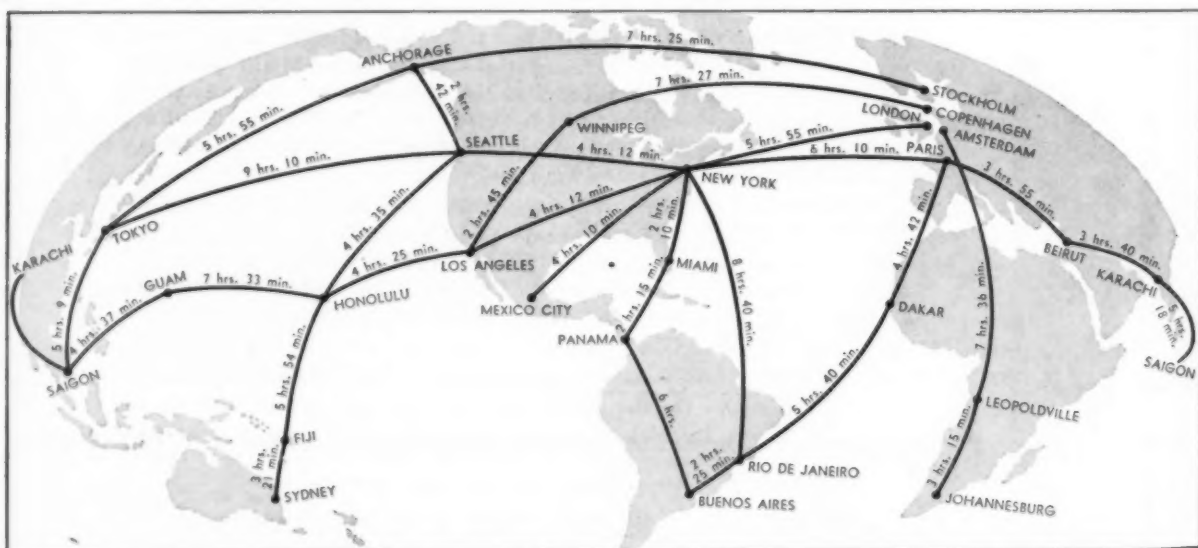 7 hrs. 25 min.
ANCHORAGE
7 hrs. 27 min.
STOCKHOLM
2 hrs.
42 min.
LONDON
COPENHAGEN
AMSTERDAM
5 hrs. 55 min.
WINNIPEG
5 hrs. 55 min.
SEATTLE
4 hrs. 12 min.
6 hrs. 10 min.
PARIS
9 hrs. 10 min.
NEW YORK
2 hrs. 45 min.
4 hrs. 12 min.
3 hrs. 55 min.
4 hrs. 35 min.
4 hrs. 10 min.
2 hrs.
10 min.
TOKYO
KARACHI
4 hrs. 25 min.
LOS ANGELES
MIAMI
8 hrs. 40 min.
4 hrs. 42 min.
BEIRUT
3 hrs. 40 min.
KARACHI
GUAM
7 hrs. 33 min.
HONOLULU
MEXICO CITY
DAKAR
7 hrs. 36 min.
5 hrs.
18 min.
5 hrs. 9 min.
4 hrs. 37 min.
2 hrs. 15 min.
PANAMA
SAIGON
SAIGON
5 hrs. 54 min.
6 hrs.
5 hrs. 40 min.
LEOPOLDVILLE
FIJI
3 hrs.
21 min.
2 hrs.
25 min.
RIO DE JANEIRO
3 hrs. 15 min.
SYDNEY
BUENOS AIRES
JOHANNESBURG